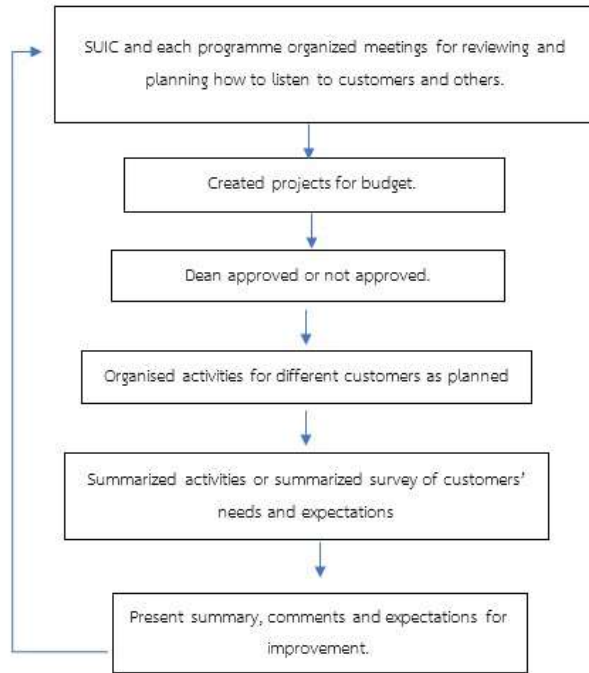 SUIC and each programme organized meetings for reviewing and
planning how to listen to customers and others.
Created projects for budget.
Dean approved or not approved.
Organised activities for different customers as planned
Summarized activities or summarized survey of customers’
needs and expectations
Present summary, comments and expectations for
improvement.